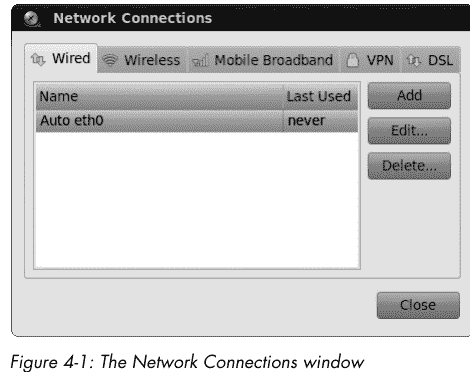 Network Connections
Wired Wireless Mobile Broadband VPN DSL
Name Last Used
Auto eth0 never
Add
Edit...
Delete...
Close
Figure 4-1: The Network Connections window